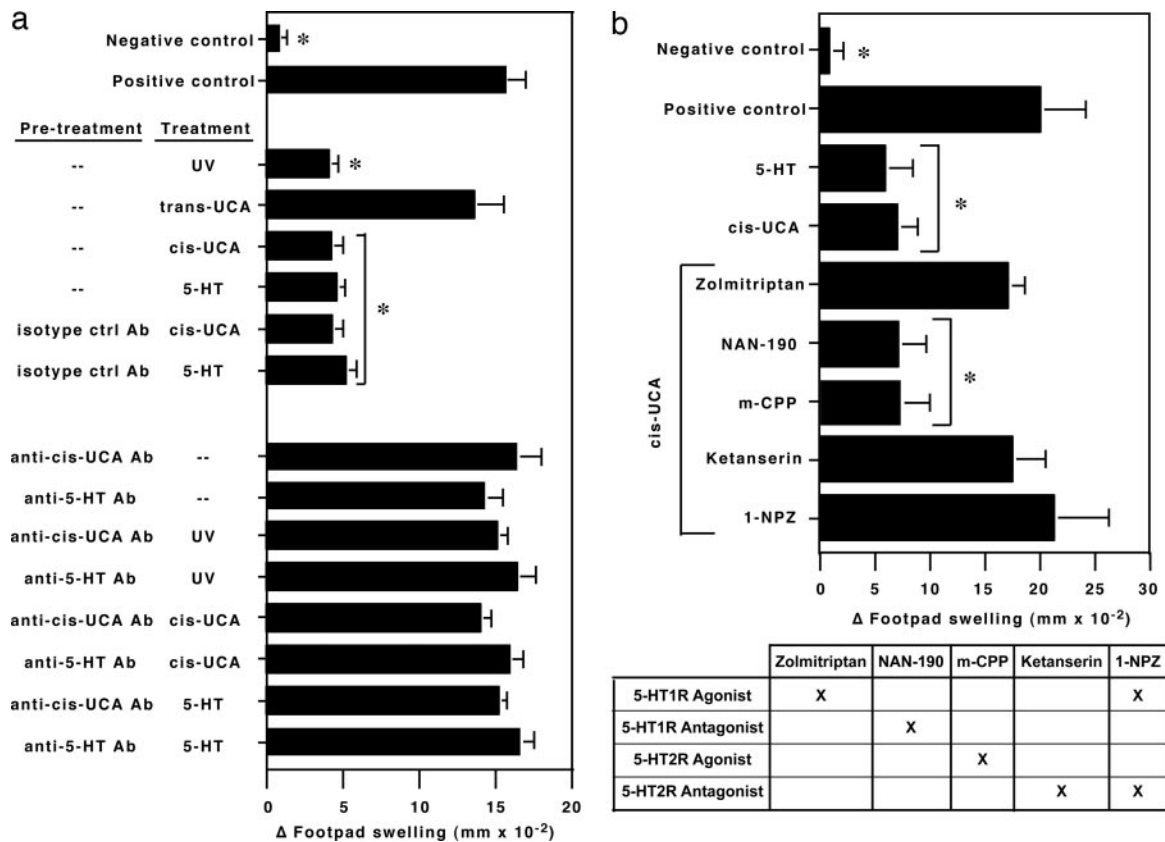 a
Negative control
*
Positive control
Pre-treatment Treatment
-- UV
*
-- trans-UCA
-- cis-UCA
-- 5-HT
*
isotype ctrl Ab cis-UCA
isotype ctrl Ab 5-HT
anti-cis-UCA Ab --
anti-5-HT Ab --
anti-cis-UCA Ab UV
anti-5-HT Ab UV
anti-cis-UCA Ab cis-UCA
anti-5-HT Ab cis-UCA
anti-cis-UCA Ab 5-HT
anti-5-HT Ab 5-HT
0 5 10 15 20
Δ Footpad swelling (mm x 10-2)
b
Negative control
*
Positive control
5-HT
*
cis-UCA
cis-UCA
Zolmitriptan
NAN-190
*
m-CPP
Ketanserin
1-NPZ
0 5 10 15 20 25 30
Δ Footpad swelling (mm x 10-2)
Zolmitriptan NAN-190 m-CPP Ketanserin 1-NPZ
5-HT1R Agonist X X
5-HT1R Antagonist X
5-HT2R Agonist X
5-HT2R Antagonist X X